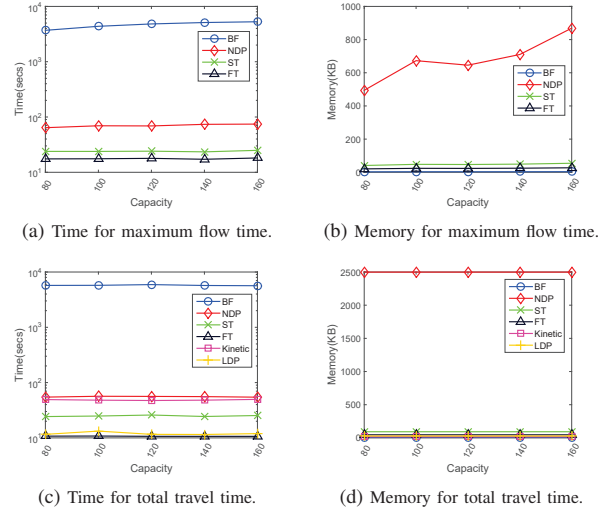 10^4
10^3
10^2
10^1
Time(secs)
80
100
120
140
160
Capacity
BF
NDP
ST
FT
(a) Time for maximum flow time.
1000
800
600
400
200
0
Memory(KB)
80
100
120
140
160
Capacity
BF
NDP
ST
FT
(b) Memory for maximum flow time.
10^4
10^3
10^2
10
Time(secs)
80
100
120
140
160
Capacity
BF
NDP
ST
FT
Kinetic
LDP
(c) Time for total travel time.
2500
2000
1500
1000
500
0
Memory(KB)
80
100
120
140
160
Capacity
BF
NDP
ST
FT
Kinetic
LDP
(d) Memory for total travel time.